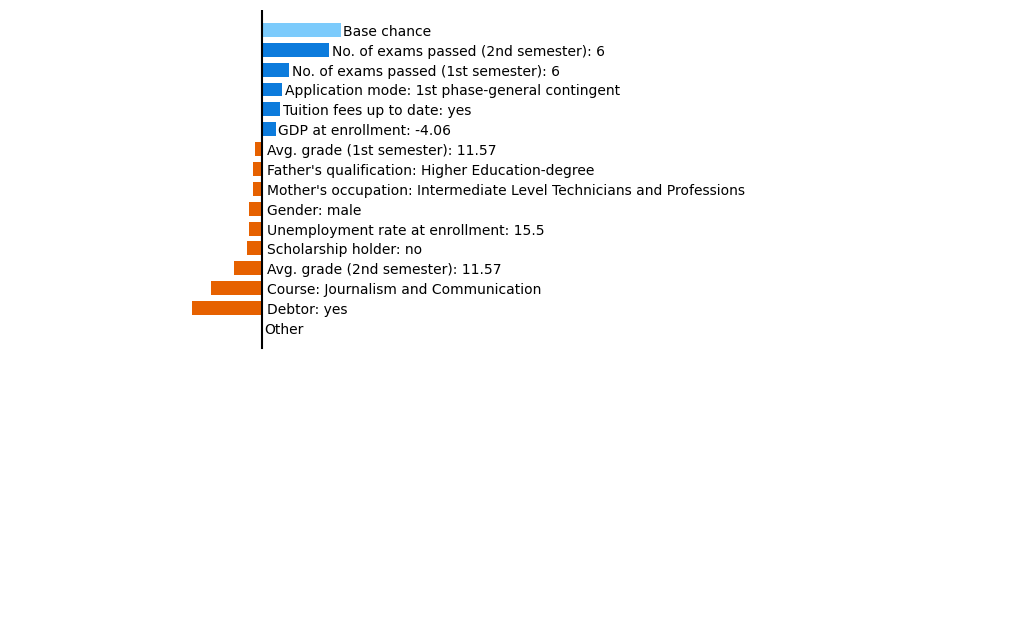 Base chance
No. of exams passed (2nd semester): 6
No. of exams passed (1st semester): 6
Application mode: 1st phase-general contingent
Tuition fees up to date: yes
GDP at enrollment: -4.06
Avg. grade (1st semester): 11.57
Father's qualification: Higher Education-degree
Mother's occupation: Intermediate Level Technicians and Professions
Gender: male
Unemployment rate at enrollment: 15.5
Scholarship holder: no
Avg. grade (2nd semester): 11.57
Course: Journalism and Communication
Debtor: yes
Other